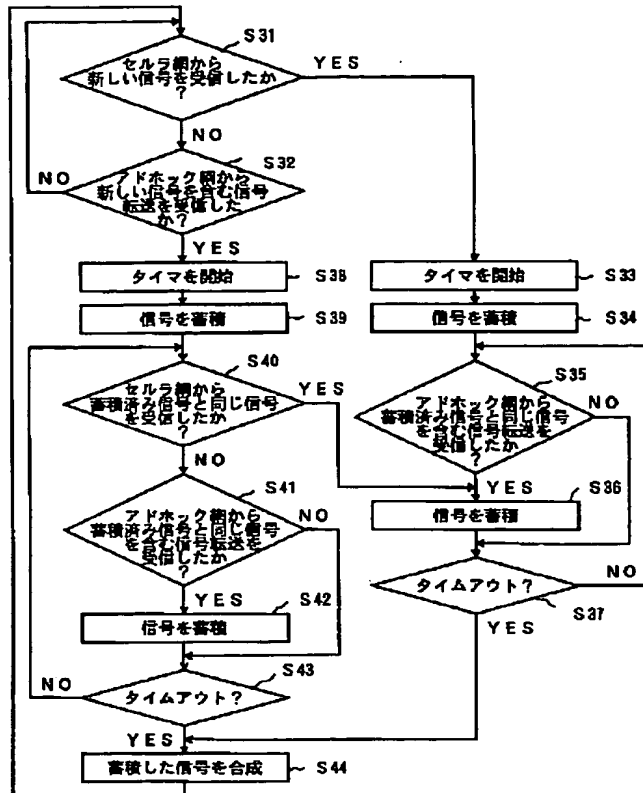 S31
セルラ網から
新しい信号を受信したか
?
YES
NO
S32
アドホック網から
新しい信号を含む信号
転送を受信した
か?
NO
YES
タイマを開始
S38
タイマを開始
S33
信号を蓄積
S39
信号を蓄積
S34
S40
セルラ網から
蓄積済み信号と同じ信号
を受信したか
?
YES
NO
S35
アドホック網から
蓄積済み信号と同じ信号
を含む信号転送を
受信したか
?
NO
YES
S41
アドホック網から
蓄積済み信号と同じ信号
を含む信号転送を
受信したか
?
NO
YES
S36
信号を蓄積
S42
信号を蓄積
タイムアウト?
NO
S37
YES
S43
タイムアウト?
NO
YES
蓄積した信号を合成
S44